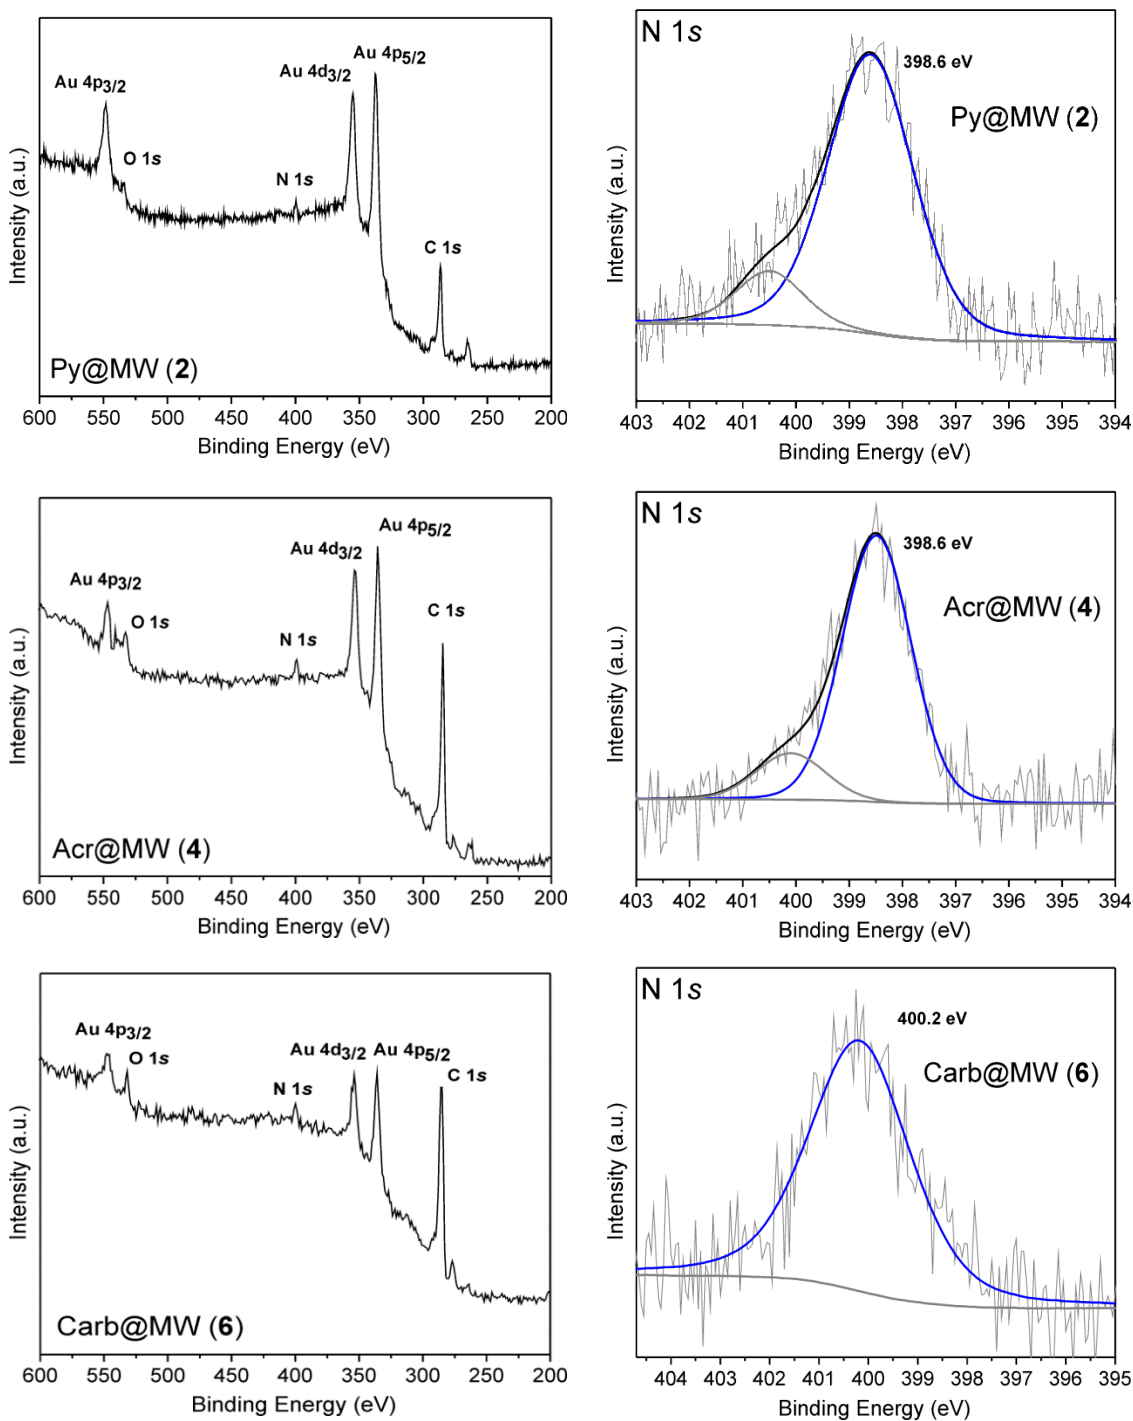 Au 4p3/2
O 1s
N 1s
Au 4d3/2
Au 4p5/2
C 1s
Py@MW (2)
Intensity (a.u.)
600 550 500 450 400 350 300 250 200
Binding Energy (eV)
N 1s
398.6 eV
Py@MW (2)
Intensity (a.u.)
403 402 401 400 399 398 397 396 395 394
Binding Energy (eV)
Au 4p3/2
O 1s
N 1s
Au 4d3/2
Au 4p5/2
C 1s
Acr@MW (4)
Intensity (a.u.)
600 550 500 450 400 350 300 250 200
Binding Energy (eV)
N 1s
398.6 eV
Acr@MW (4)
Intensity (a.u.)
403 402 401 400 399 398 397 396 395 394
Binding Energy (eV)
Au 4p3/2
O 1s
N 1s
Au 4d3/2
Au 4p5/2
C 1s
Carb@MW (6)
Intensity (a.u.)
600 550 500 450 400 350 300 250 200
Binding Energy (eV)
N 1s
400.2 eV
Carb@MW (6)
Intensity (a.u.)
404 403 402 401 400 399 398 397 396 395
Binding Energy (eV)